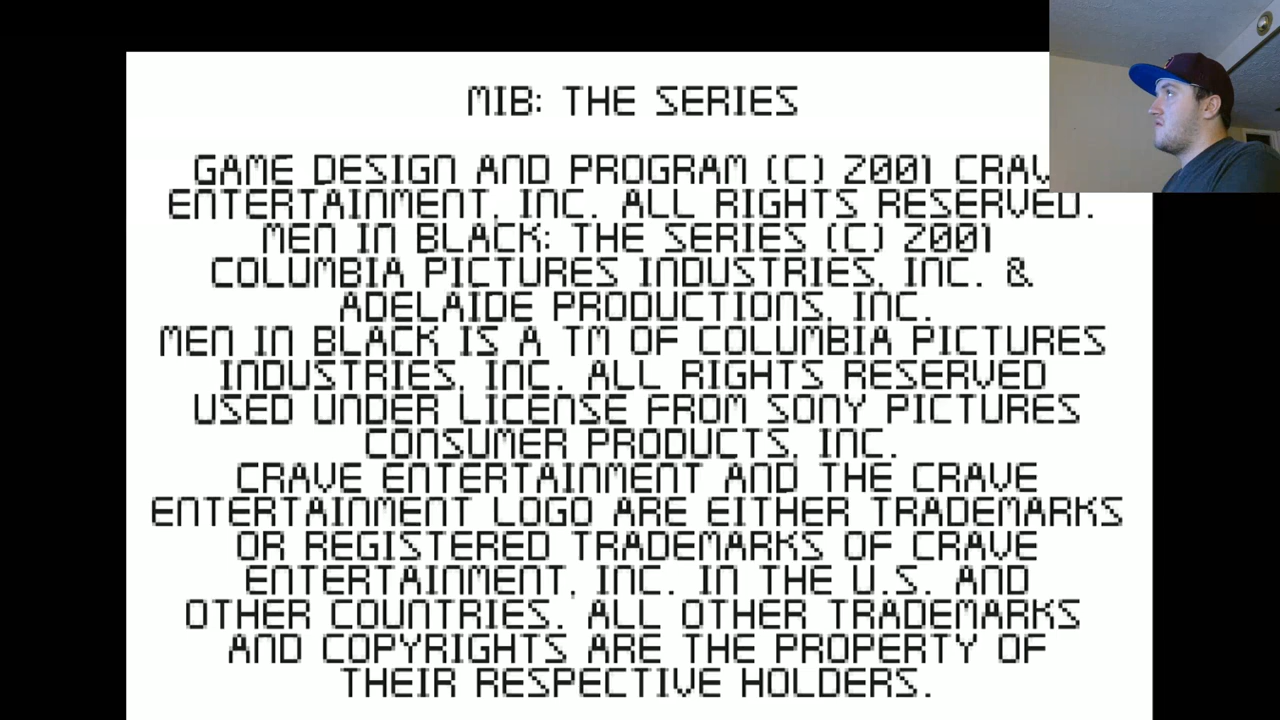 MIB: THE SERIES
GAME DESIGN AND PROGRAM (C) 2001 CRAV
ENTERTAINMENT, INC. ALL RIGHTS RESERVED.
MEN IN BLACK: THE SERIES (C) 2001
COLUMBIA PICTURES INDUSTRIES, INC. &
ADELAIDE PRODUCTIONS, INC.
MEN IN BLACK IS A TM OF COLUMBIA PICTURES
INDUSTRIES, INC. ALL RIGHTS RESERVED
USED UNDER LICENSE FROM SONY PICTURES
CONSUMER PRODUCTS, INC.
CRAVE ENTERTAINMENT AND THE CRAVE
ENTERTAINMENT LOGO ARE EITHER TRADEMARKS
OR REGISTERED TRADEMARKS OF CRAVE
ENTERTAINMENT, INC. IN THE U.S. AND
OTHER COUNTRIES. ALL OTHER TRADEMARKS
AND COPYRIGHTS ARE THE PROPERTY OF
THEIR RESPECTIVE HOLDERS.